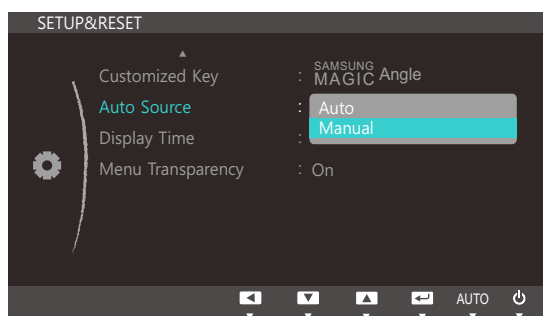 SETUP&RESET
Customized Key : SAMSUNG MAGIC Angle
Auto Source : Auto
Manual
Display Time :
Menu Transparency : On
AUTO